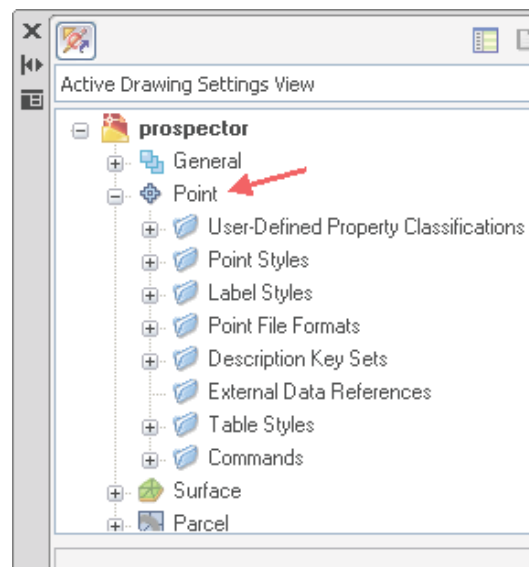 Active Drawing Settings View
prospector
General
Point
User-Defined Property Classifications
Point Styles
Label Styles
Point File Formats
Description Key Sets
External Data References
Table Styles
Commands
Surface
Parcel